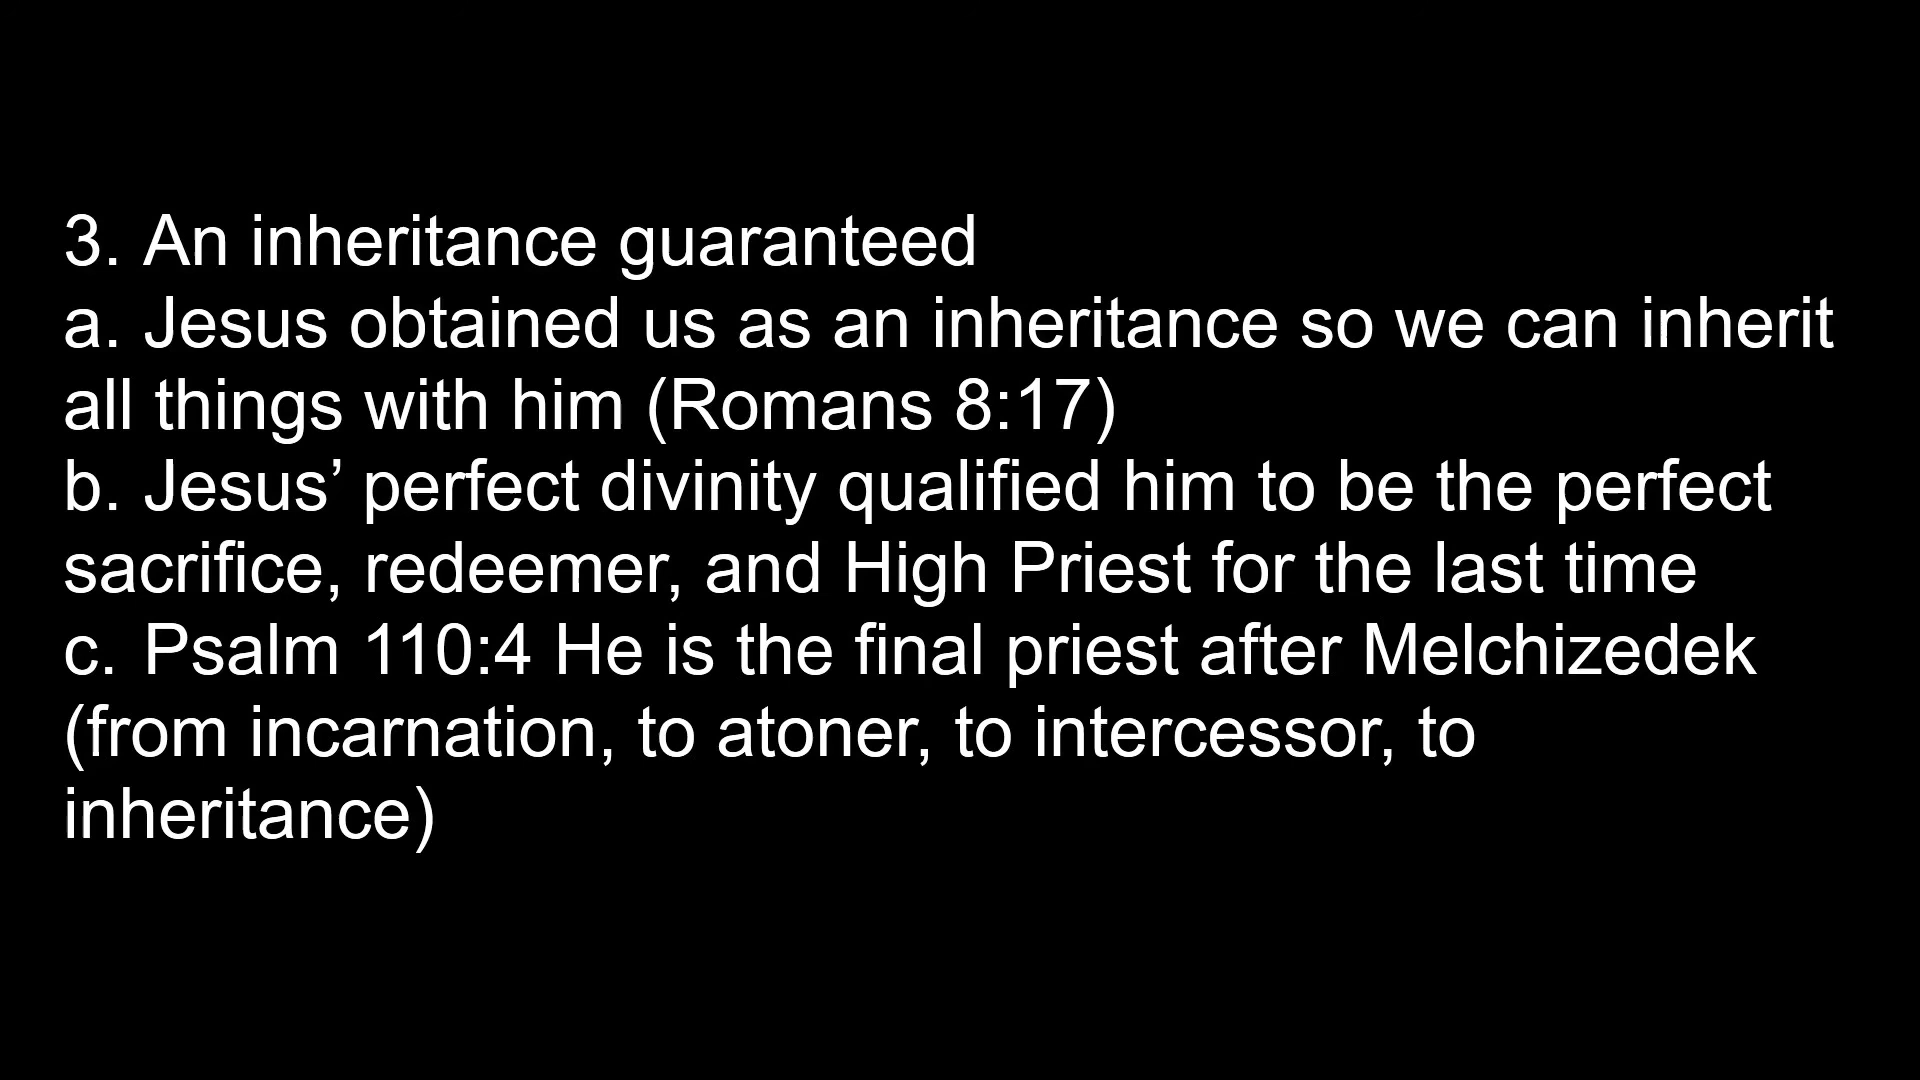 3. An inheritance guaranteed
a. Jesus obtained us as an inheritance so we can inherit
all things with him (Romans 8:17)
b. Jesus’ perfect divinity qualified him to be the perfect
sacrifice, redeemer, and High Priest for the last time
c. Psalm 110:4 He is the final priest after Melchizedek
(from incarnation, to atoner, to intercessor, to
inheritance)